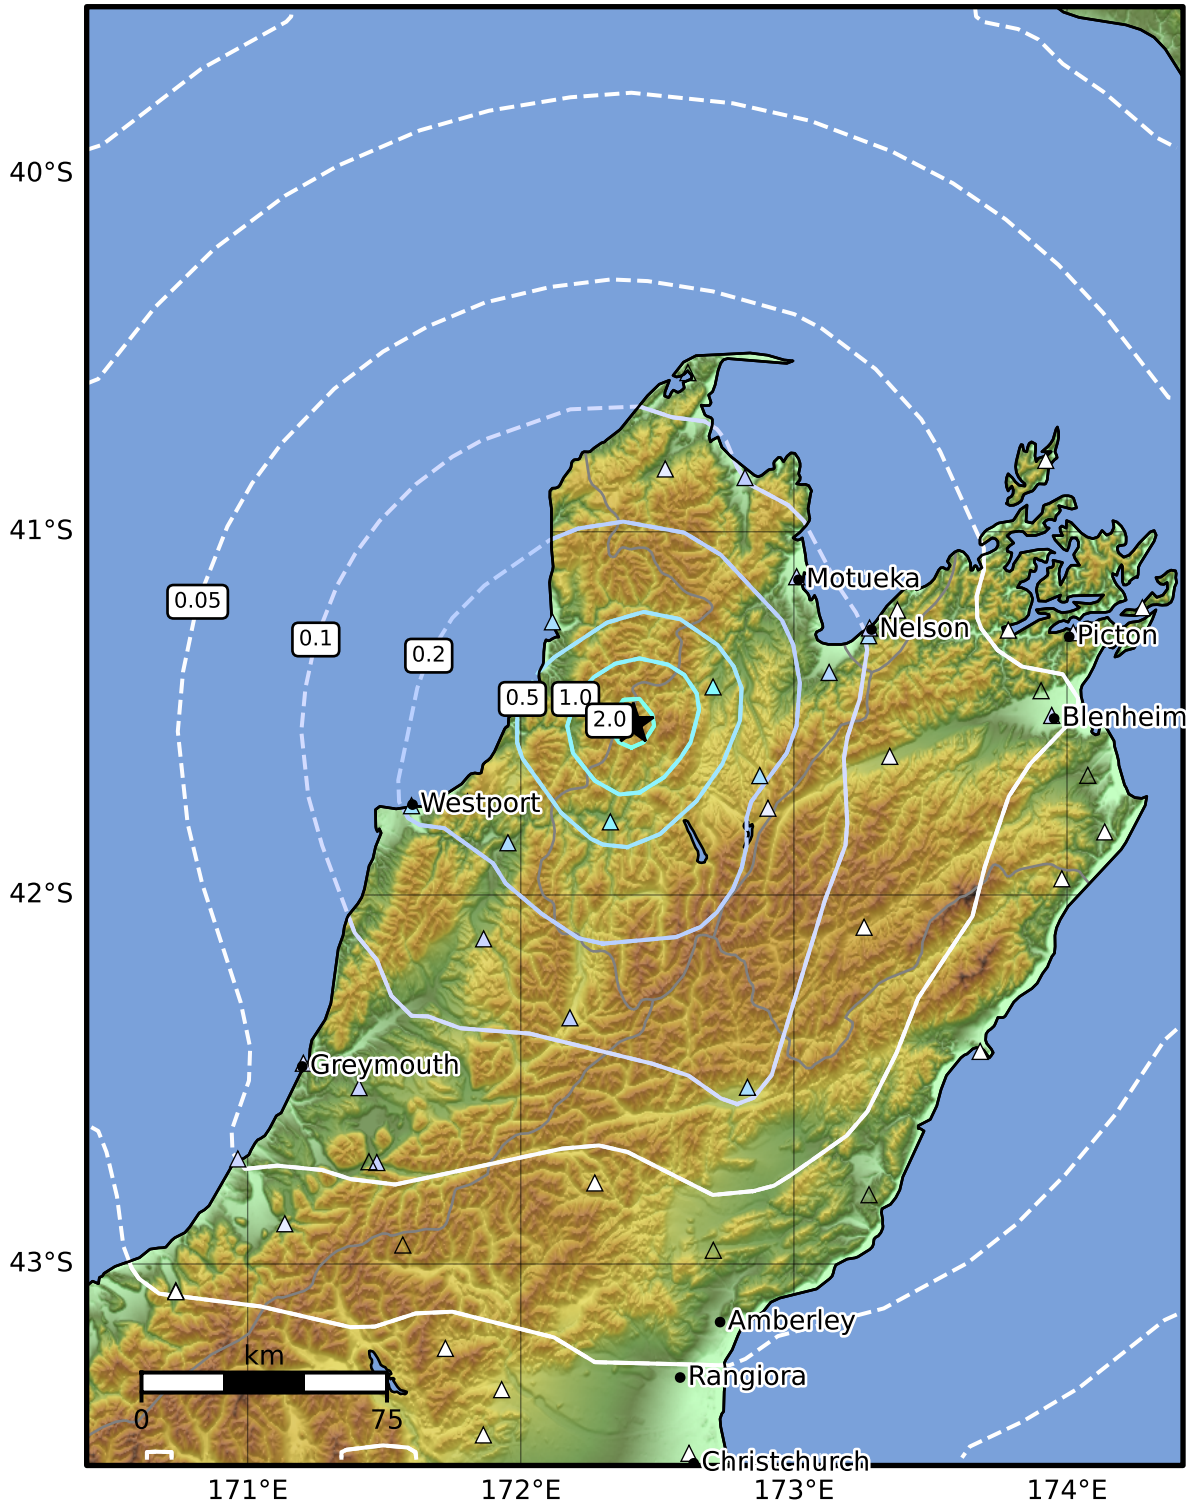 40°S
41°S
Motueka
0.05
Nelson
Picton
0.1
0.2
0.5
1.0
2.0
Blenheim
Westport
42°S
Greymouth
43°S
Amberley
km
Rangiora
0
75
Christchurch
171°E
172°E
173°E
174°E